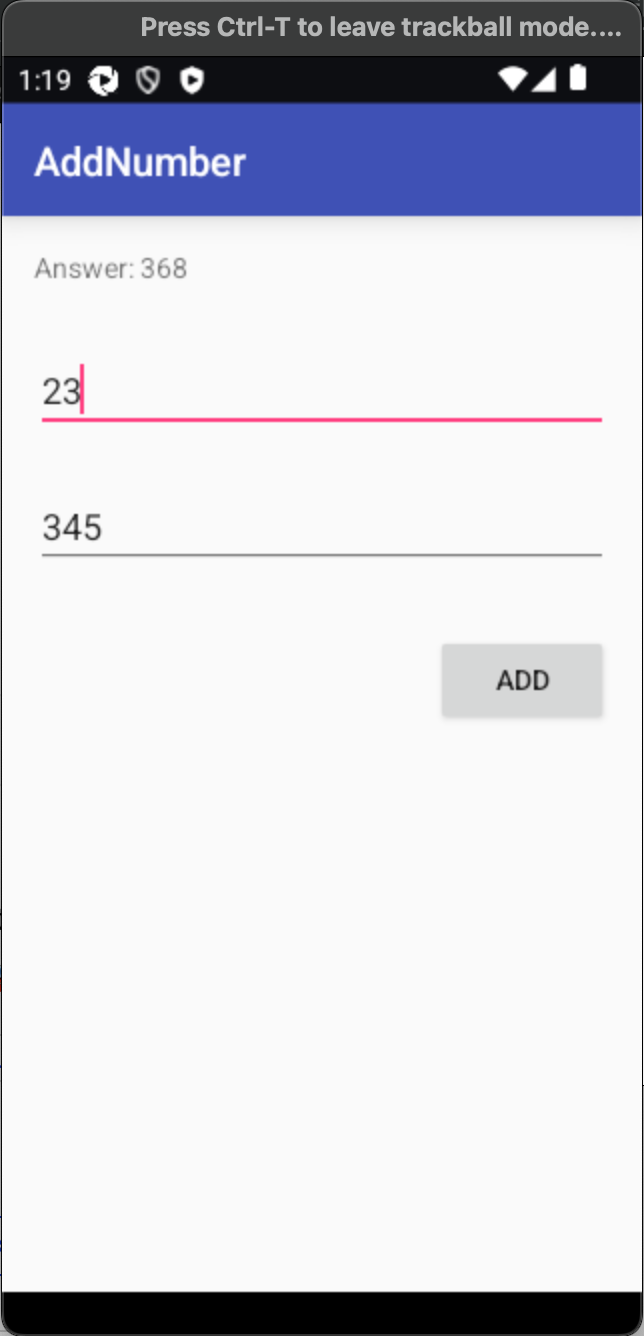 Press Ctrl-T to leave trackball mode....
1:19
AddNumber
Answer: 368
23
345
ADD